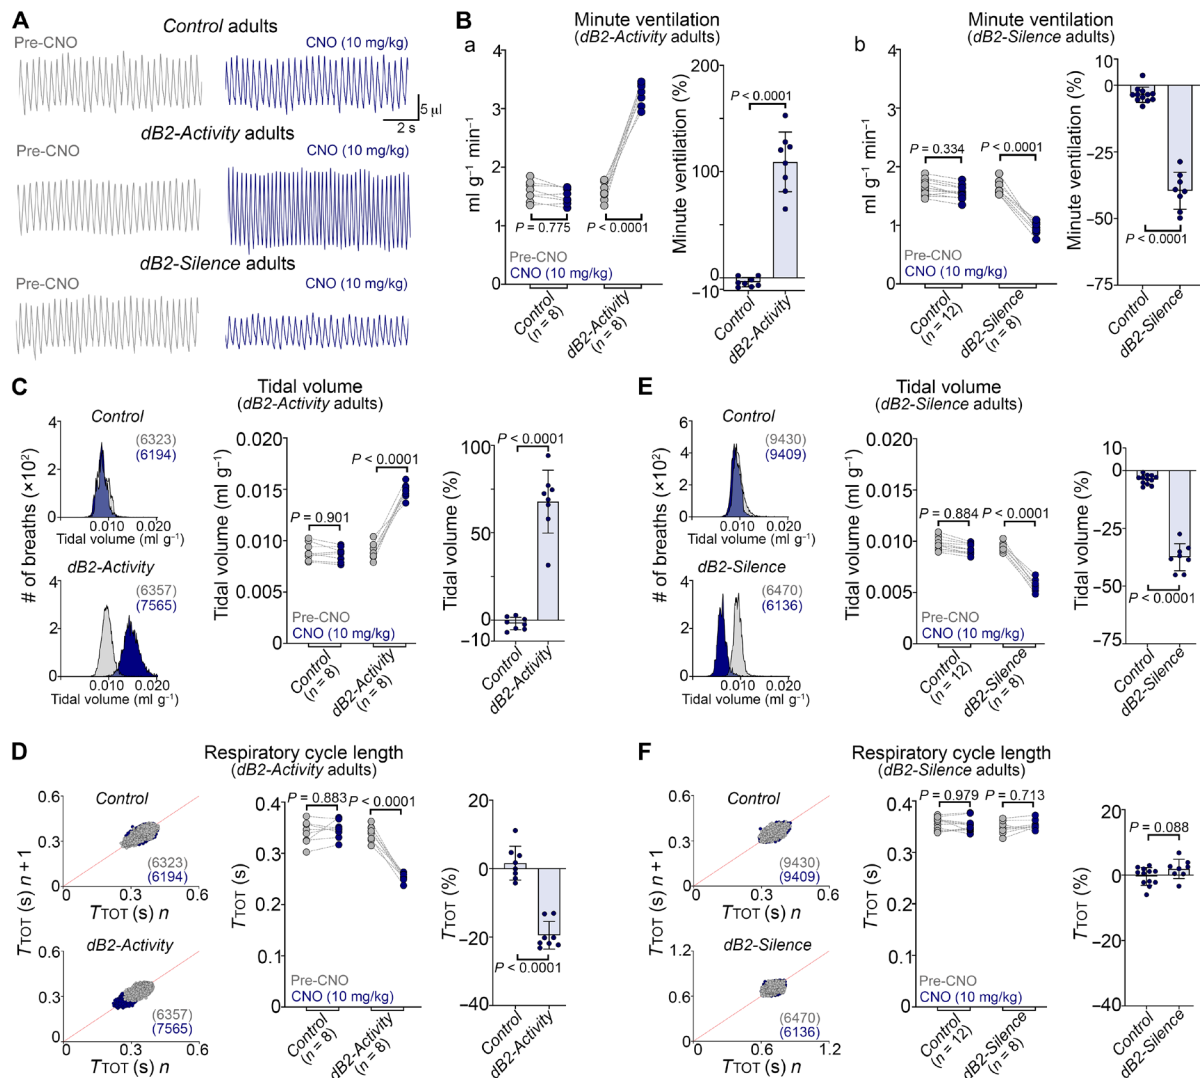 A
Control adults
Pre-CNO
CNO (10 mg/kg)
5 μl
2 s
dB2-Activity adults
Pre-CNO
CNO (10 mg/kg)
dB2-Silence adults
Pre-CNO
CNO (10 mg/kg)
B
Minute ventilation
(dB2-Activity adults)
a
ml g⁻¹ min⁻¹
4
3
2
1
0
P = 0.775
P < 0.0001
Pre-CNO
CNO (10 mg/kg)
Control
(n = 8)
dB2-Activity
(n = 8)
Minute ventilation (%)
200
100
0
−10
P < 0.0001
Control
dB2-Activity
Minute ventilation
(dB2-Silence adults)
b
ml g⁻¹ min⁻¹
4
3
2
1
0
P = 0.334
P < 0.0001
Pre-CNO
CNO (10 mg/kg)
Control
(n = 12)
dB2-Silence
(n = 8)
Minute ventilation (%)
10
0
−25
−50
−75
P < 0.0001
Control
dB2-Silence
C
Tidal volume
(dB2-Activity adults)
# of breaths (×10²)
Control
4
2
0
(6323)
(6194)
0.010 0.020
Tidal volume (ml g⁻¹)
dB2-Activity
4
2
0
(6357)
(7565)
0.010 0.020
Tidal volume (ml g⁻¹)
Tidal volume (ml g⁻¹)
0.020
0.015
0.010
0.005
0
P = 0.901
P < 0.0001
Pre-CNO
CNO (10 mg/kg)
Control
(n = 8)
dB2-Activity
(n = 8)
Tidal volume (%)
100
50
0
−10
P < 0.0001
Control
dB2-Activity
E
Tidal volume
(dB2-Silence adults)
# of breaths (×10²)
Control
6
4
2
0
(9430)
(9409)
0.010 0.020
Tidal volume (ml g⁻¹)
dB2-Silence
4
2
0
(6470)
(6136)
0.010 0.020
Tidal volume (ml g⁻¹)
Tidal volume (ml g⁻¹)
0.020
0.015
0.010
0.005
0
P = 0.884
P < 0.0001
Pre-CNO
CNO (10 mg/kg)
Control
(n = 12)
dB2-Silence
(n = 8)
Tidal volume (%)
10
0
−25
−50
−75
P < 0.0001
Control
dB2-Silence
D
Respiratory cycle length
(dB2-Activity adults)
TTOT (s) n + 1
Control
0.6
0.3
0
(6323)
(6194)
0 0.3 0.6
TTOT (s) n
dB2-Activity
0.6
0.3
0
(6357)
(7565)
0 0.3 0.6
TTOT (s) n
TTOT (s)
0.4
0.3
0.2
0.1
0
P = 0.883
P < 0.0001
Pre-CNO
CNO (10 mg/kg)
Control
(n = 8)
dB2-Activity
(n = 8)
TTOT (%)
20
0
−20
−40
P < 0.0001
Control
dB2-Activity
F
Respiratory cycle length
(dB2-Silence adults)
TTOT (s) n + 1
Control
0.6
0.3
0
(9430)
(9409)
0 0.3 0.6
TTOT (s) n
dB2-Silence
1.2
0.6
0
(6470)
(6136)
0 0.6 1.2
TTOT (s) n
TTOT (s)
0.4
0.3
0.2
0.1
0
P = 0.979
P = 0.713
Pre-CNO
CNO (10 mg/kg)
Control
(n = 12)
dB2-Silence
(n = 8)
TTOT (%)
20
0
−20
−40
P = 0.088
Control
dB2-Silence